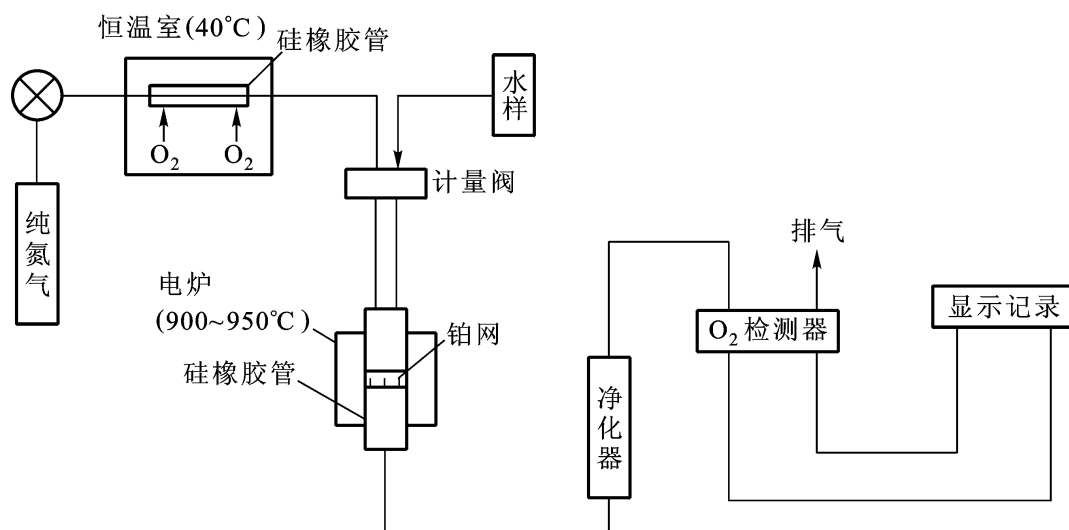 恒温室(40℃)
硅橡胶管
水样
O₂
O₂
计量阀
纯氮气
排气
电炉
(900~950℃)
铂网
显示记录
O₂检测器
硅橡胶管
净化器